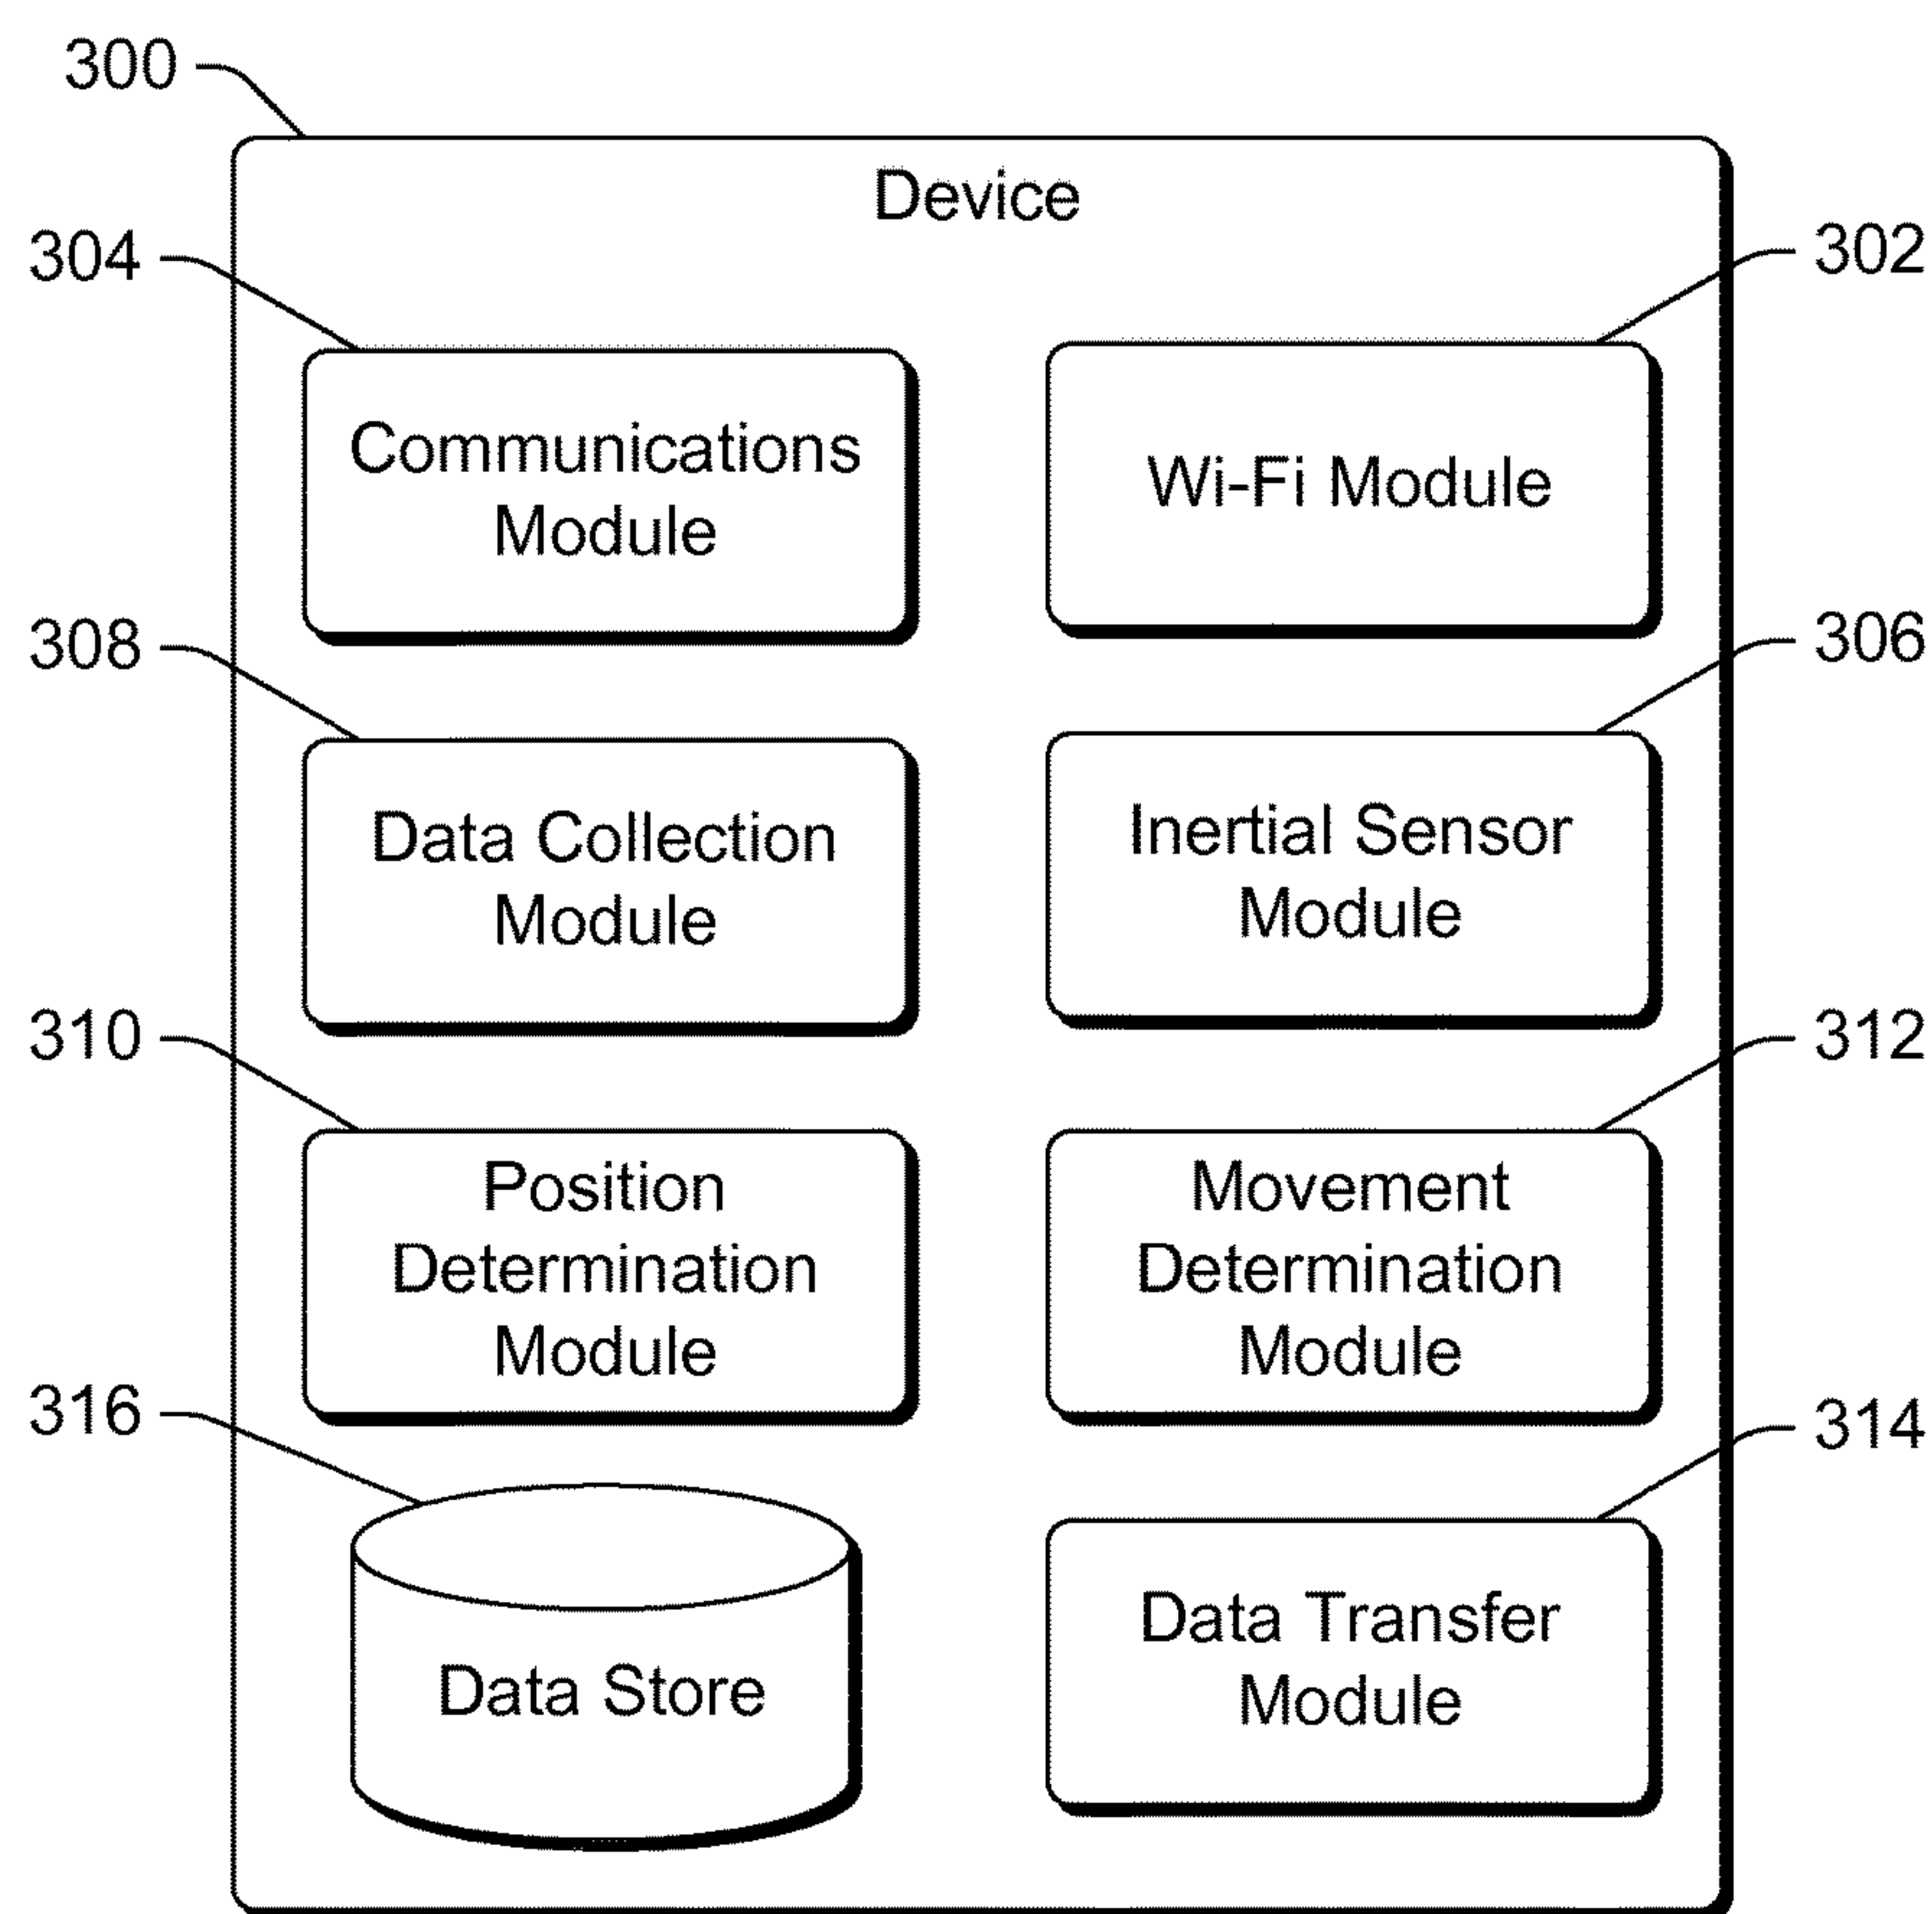 300
Device
304
302
Communications
Module
Wi-Fi Module
308
306
Data Collection
Module
Inertial Sensor
Module
310
312
Position
Determination
Module
Movement
Determination
Module
316
314
Data Store
Data Transfer
Module